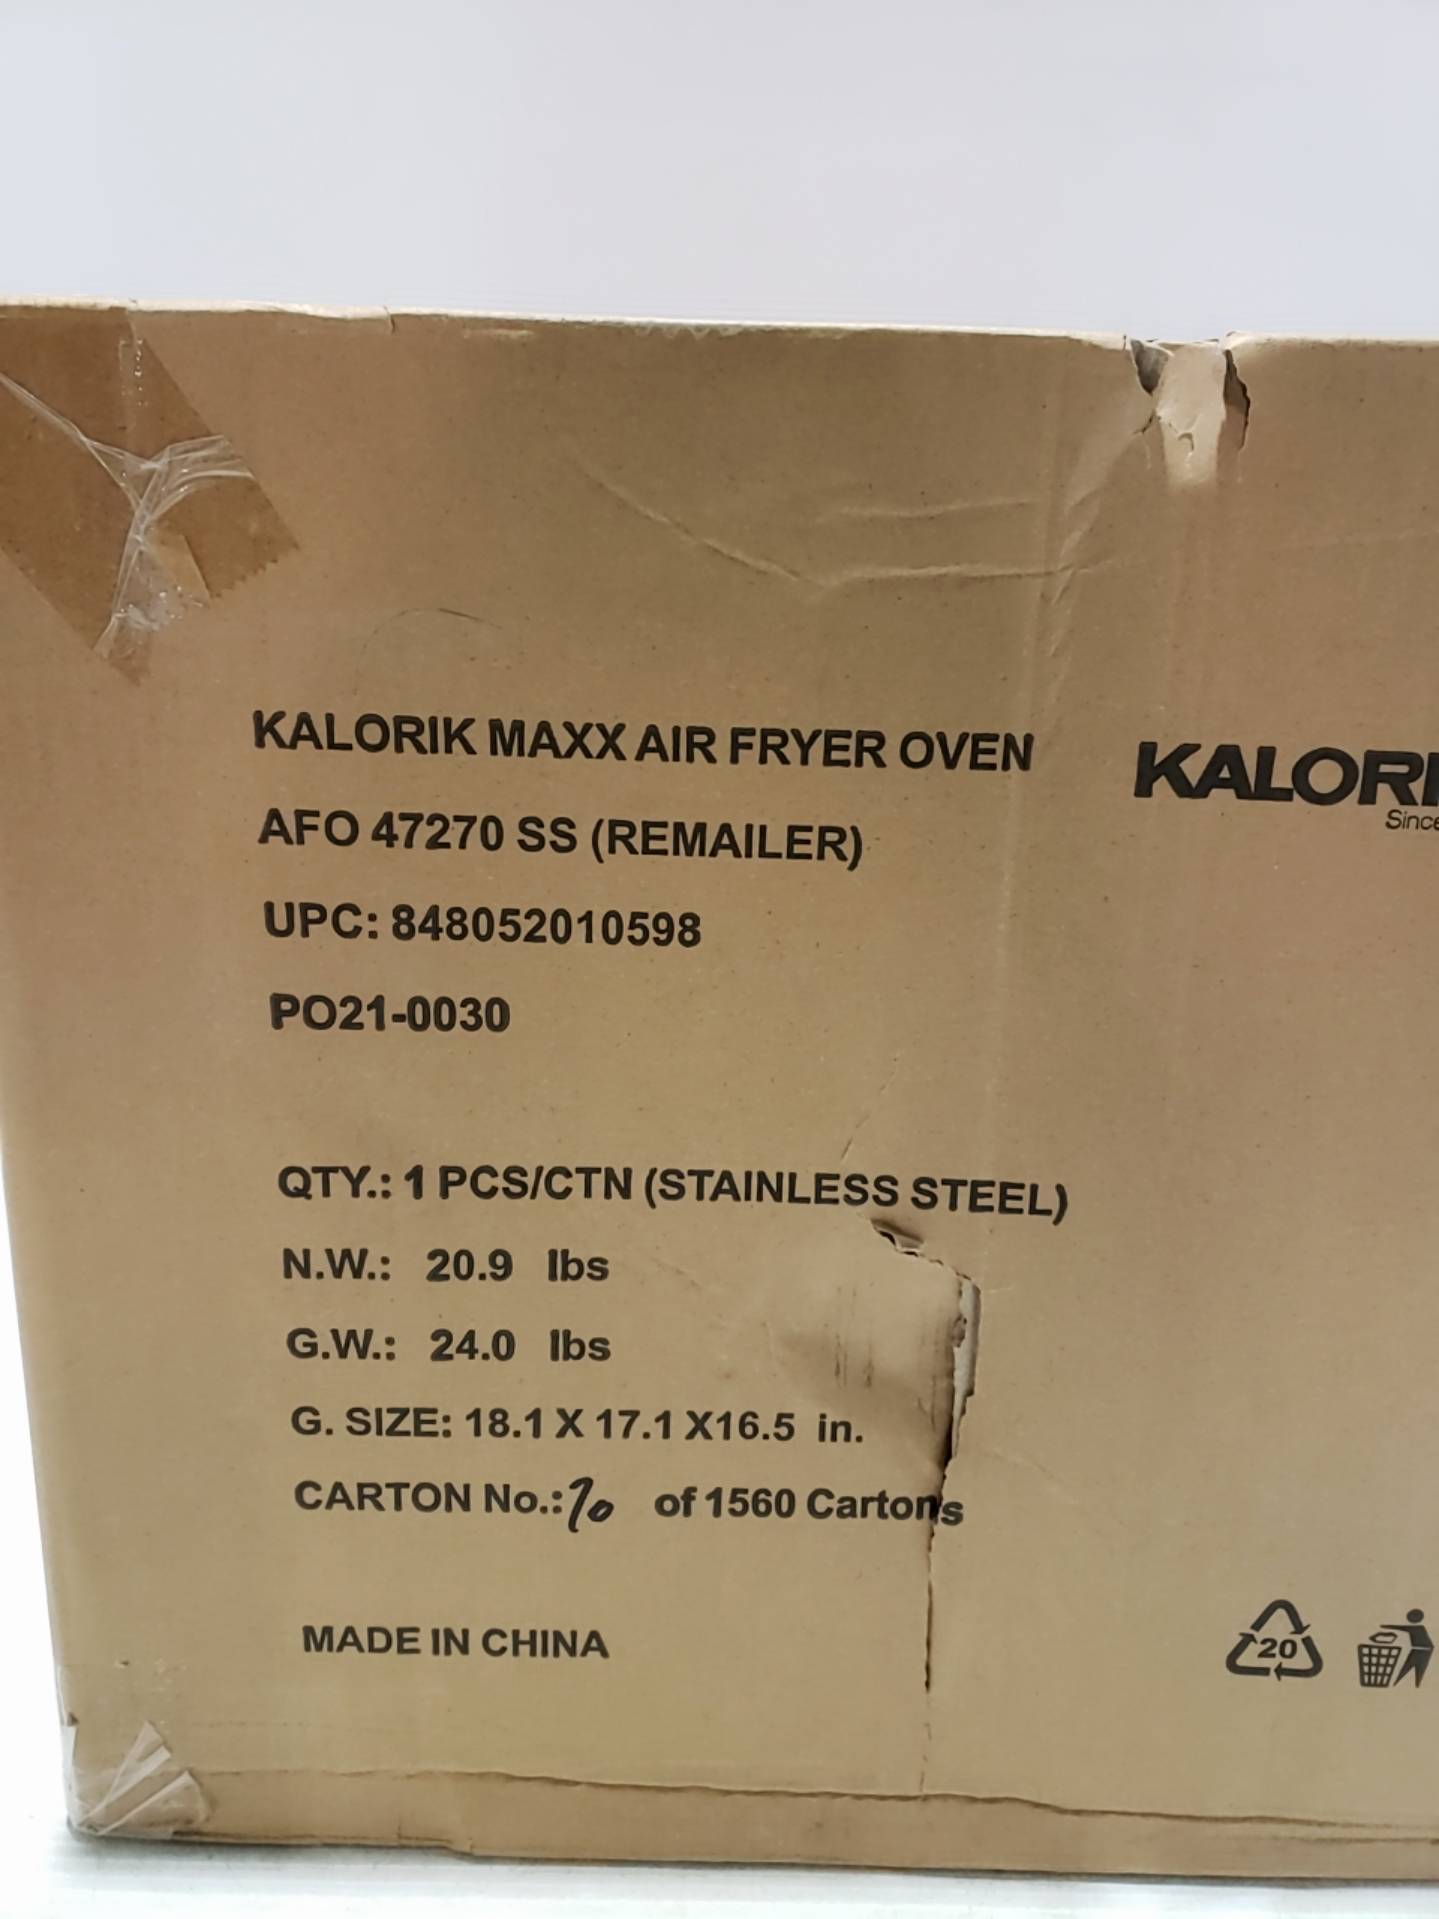 KALORIK MAXX AIR FRYER OVEN
AFO 47270 SS (REMAILER)
UPC: 848052010598
PO21-0030
QTY.: 1 PCS/CTN (STAINLESS STEEL)
N.W.: 20.9 lbs
G.W.: 24.0 lbs
G. SIZE: 18.1 X 17.1 X16.5 in.
CARTON No.: 70 of 1560 Cartons
MADE IN CHINA
KALORI
Since
20